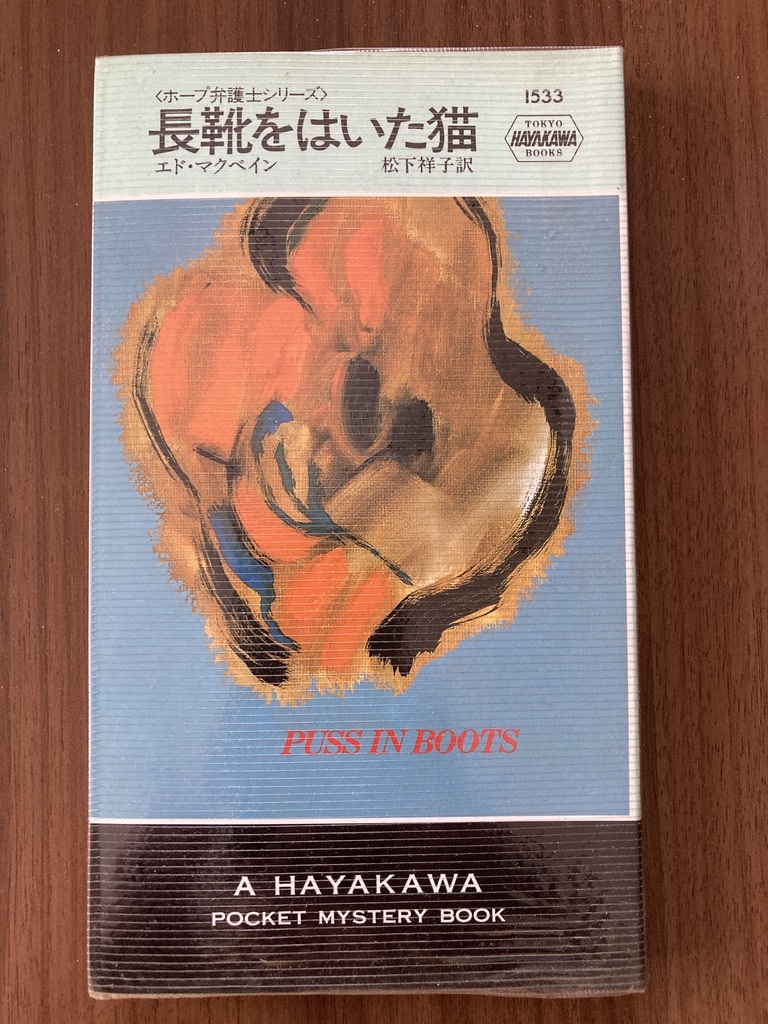 〈ホープ弁護士シリーズ〉
長靴をはいた猫
エド・マクベイン 松下祥子訳
1533
TOKYO
HAYAKAWA
BOOKS
PUSS IN BOOTS
A HAYAKAWA
POCKET MYSTERY BOOK